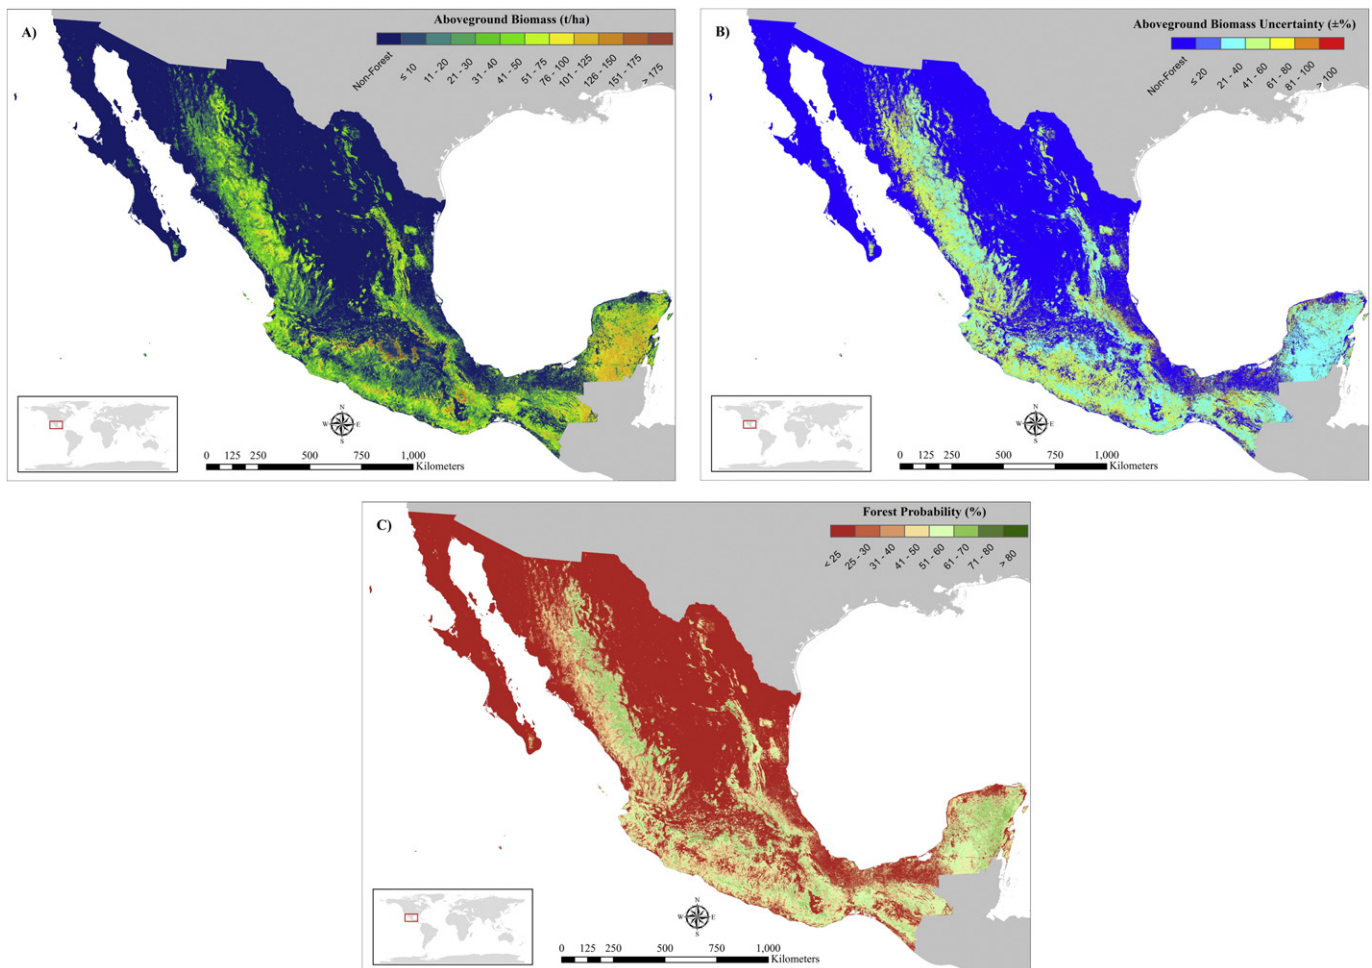 A)
Aboveground Biomass (t/ha)
Non-Forest
≤ 10
11 - 20
21 - 30
31 - 40
41 - 50
51 - 75
76 - 100
101 - 125
126 - 150
151 - 175
> 175
N
W
E
S
0 125 250 500 750 1,000
Kilometers
B)
Aboveground Biomass Uncertainty (±%)
Non-Forest
≤ 20
21 - 40
41 - 60
61 - 80
81 - 100
> 100
N
W
E
S
0 125 250 500 750 1,000
Kilometers
C)
Forest Probability (%)
< 25
25 - 30
31 - 40
41 - 50
51 - 60
61 - 70
71 - 80
> 80
N
W
E
S
0 125 250 500 750 1,000
Kilometers